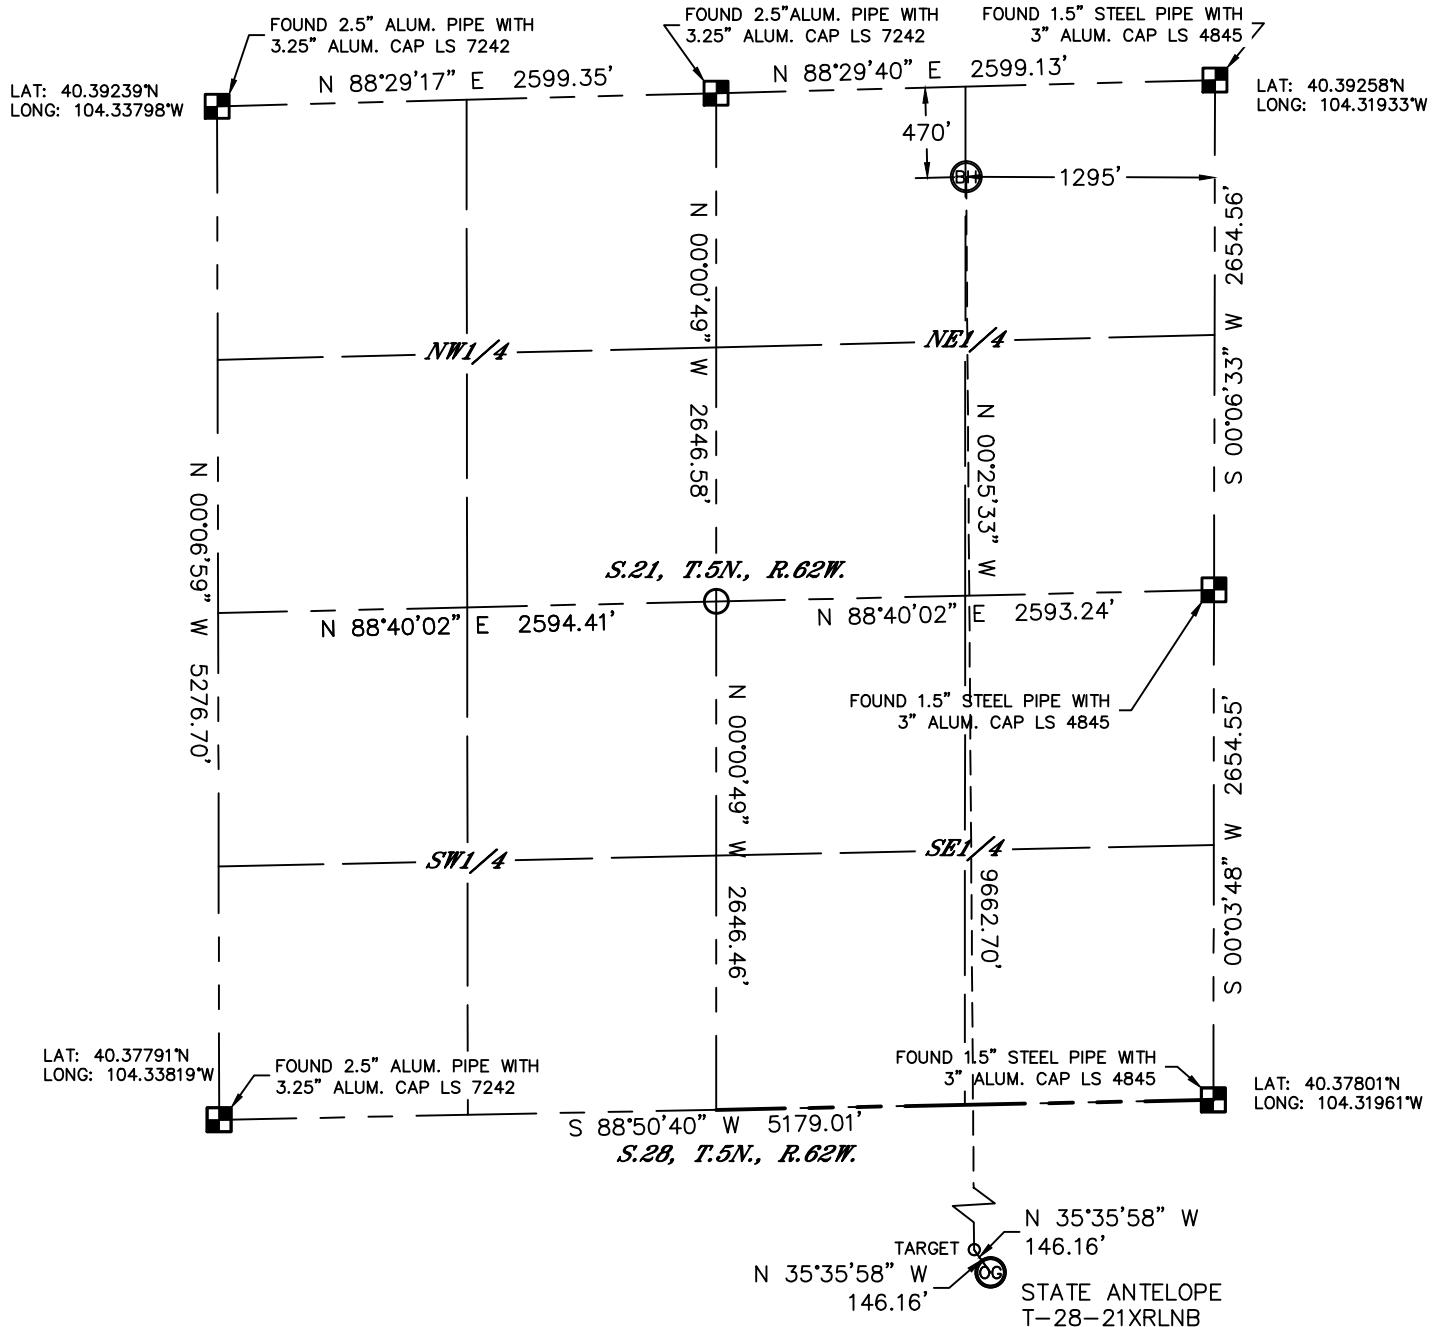 FOUND 2.5" ALUM. PIPE WITH
3.25" ALUM. CAP LS 7242
FOUND 2.5"ALUM. PIPE WITH
3.25" ALUM. CAP LS 7242
FOUND 1.5" STEEL PIPE WITH
3" ALUM. CAP LS 4845
LAT: 40.39239°N
LONG: 104.33798°W
N 88°29'17" E 2599.35'
N 88°29'40" E 2599.13'
LAT: 40.39258°N
LONG: 104.31933°W
470'
BH
1295'
N 00°00'49" W 2646.58'
S 00°06'33" W 2654.56'
NW1/4
NE1/4
N 00°25'33" W
9662.70'
N 00°06'59" W 5276.70'
S.21, T.5N., R.62W.
N 88°40'02" E 2594.41'
N 88°40'02" E 2593.24'
FOUND 1.5" STEEL PIPE WITH
3" ALUM. CAP LS 4845
N 00°00'49" W 2646.46'
S 00°03'48" W 2654.55'
SW1/4
SE1/4
LAT: 40.37791°N
LONG: 104.33819°W
FOUND 2.5" ALUM. PIPE WITH
3.25" ALUM. CAP LS 7242
FOUND 1.5" STEEL PIPE WITH
3" ALUM. CAP LS 4845
LAT: 40.37801°N
LONG: 104.31961°W
S 88°50'40" W 5179.01'
S.28, T.5N., R.62W.
N 35°35'58" W
146.16'
TARGET
N 35°35'58" W
146.16'
OG
STATE ANTELOPE
T-28-21XRLNB